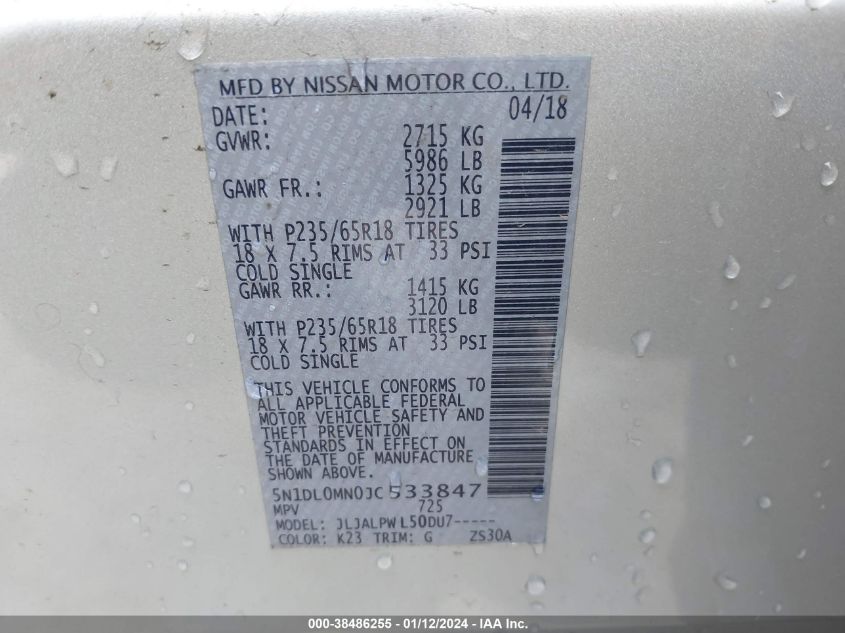 MFD BY NISSAN MOTOR CO., LTD.
DATE: 04/18
GVWR: 2715 KG
5986 LB
GAWR FR.: 1325 KG
2921 LB
WITH P235/65R18 TIRES
18 X 7.5 RIMS AT 33 PSI
COLD SINGLE
GAWR RR.: 1415 KG
3120 LB
WITH P235/65R18 TIRES
18 X 7.5 RIMS AT 33 PSI
COLD SINGLE
THIS VEHICLE CONFORMS TO
ALL APPLICABLE FEDERAL
MOTOR VEHICLE SAFETY AND
THEFT PREVENTION
STANDARDS IN EFFECT ON
THE DATE OF MANUFACTURE
SHOWN ABOVE.
5N1DL0MN0JC533847
MPV 725
MODEL: JLJALPWL50DU7-----
COLOR: K23 TRIM: G ZS30A
000-38486255 - 01/12/2024 - IAA Inc.